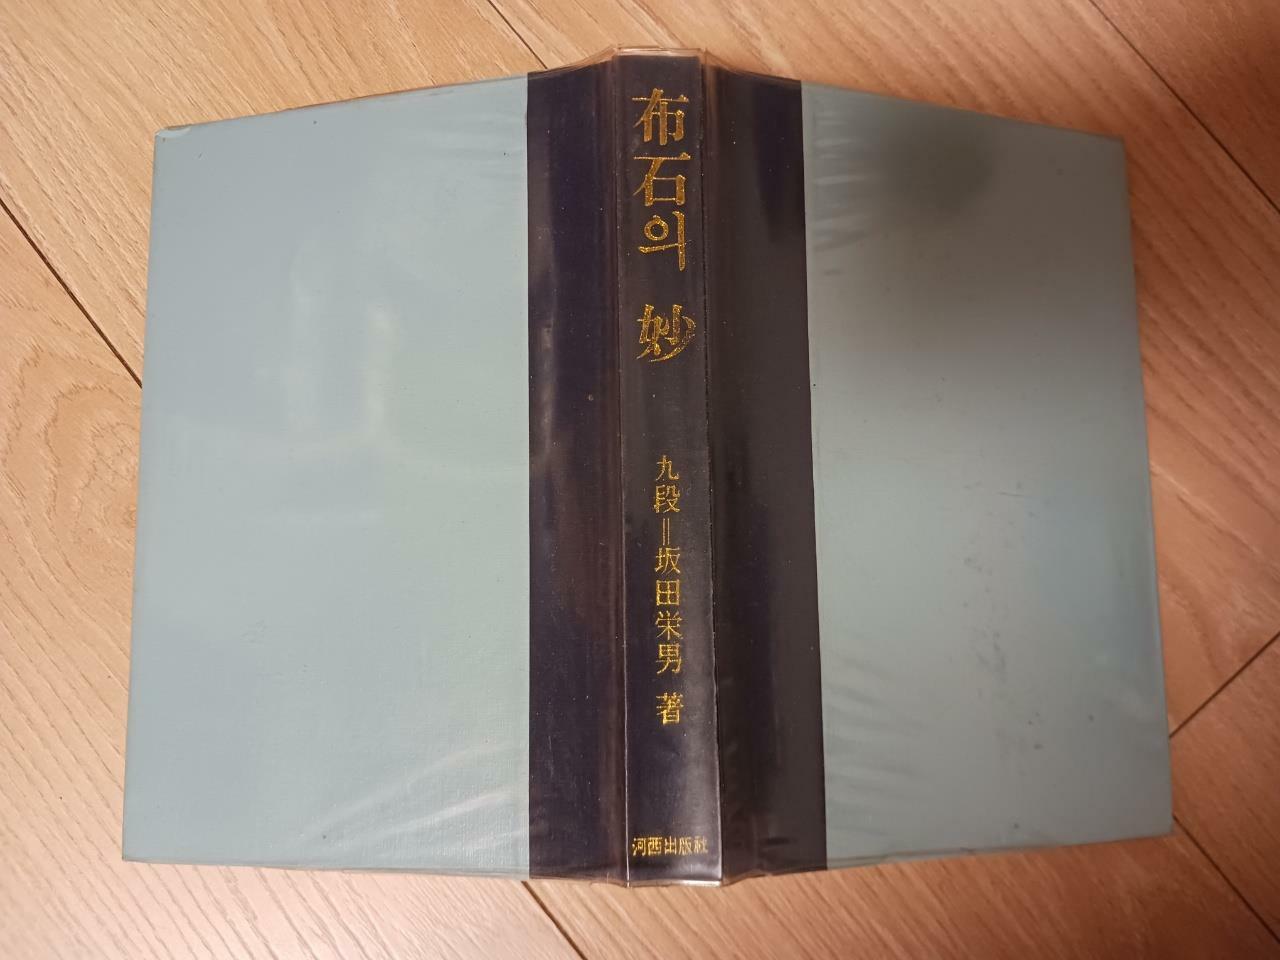 布石의 妙
九段=坂田栄男 著
河西出版社